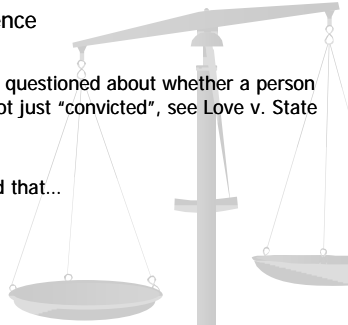 ence
questioned about whether a person
ot just “convicted”, see Love v. State
d that...